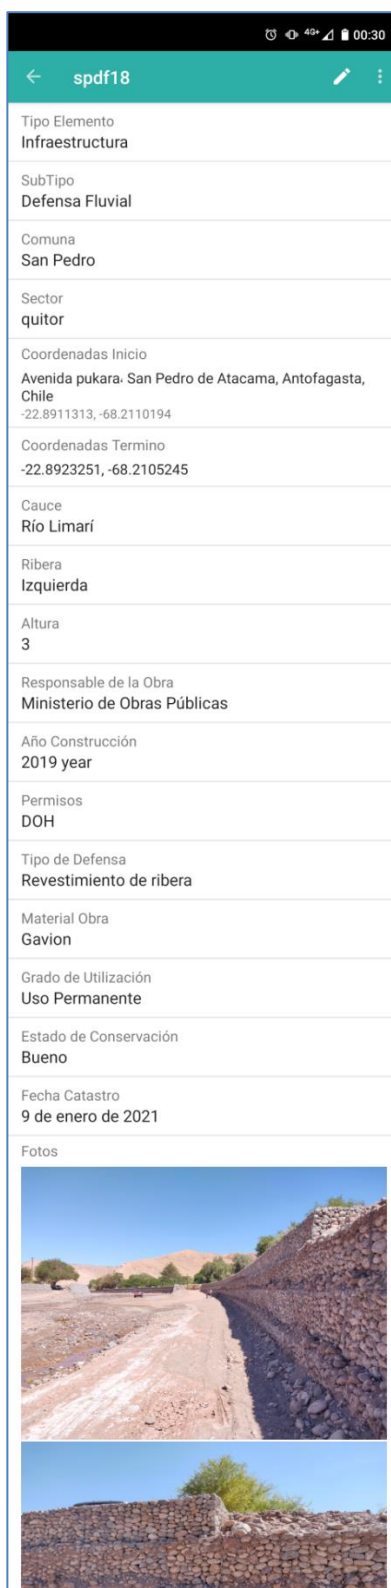 4G+ 00:30
spdf18
Tipo Elemento
Infraestructura
SubTipo
Defensa Fluvial
Comuna
San Pedro
Sector
quitor
Coordenadas Inicio
Avenida pukara, San Pedro de Atacama, Antofagasta,
Chile
-22.8911313, -68.2110194
Coordenadas Termino
-22.8923251, -68.2105245
Cauce
Río Limarí
Ribera
Izquierda
Altura
3
Responsable de la Obra
Ministerio de Obras Públicas
Año Construcción
2019 year
Permisos
DOH
Tipo de Defensa
Revestimiento de ribera
Material Obra
Gavion
Grado de Utilización
Uso Permanente
Estado de Conservación
Bueno
Fecha Catastro
9 de enero de 2021
Fotos